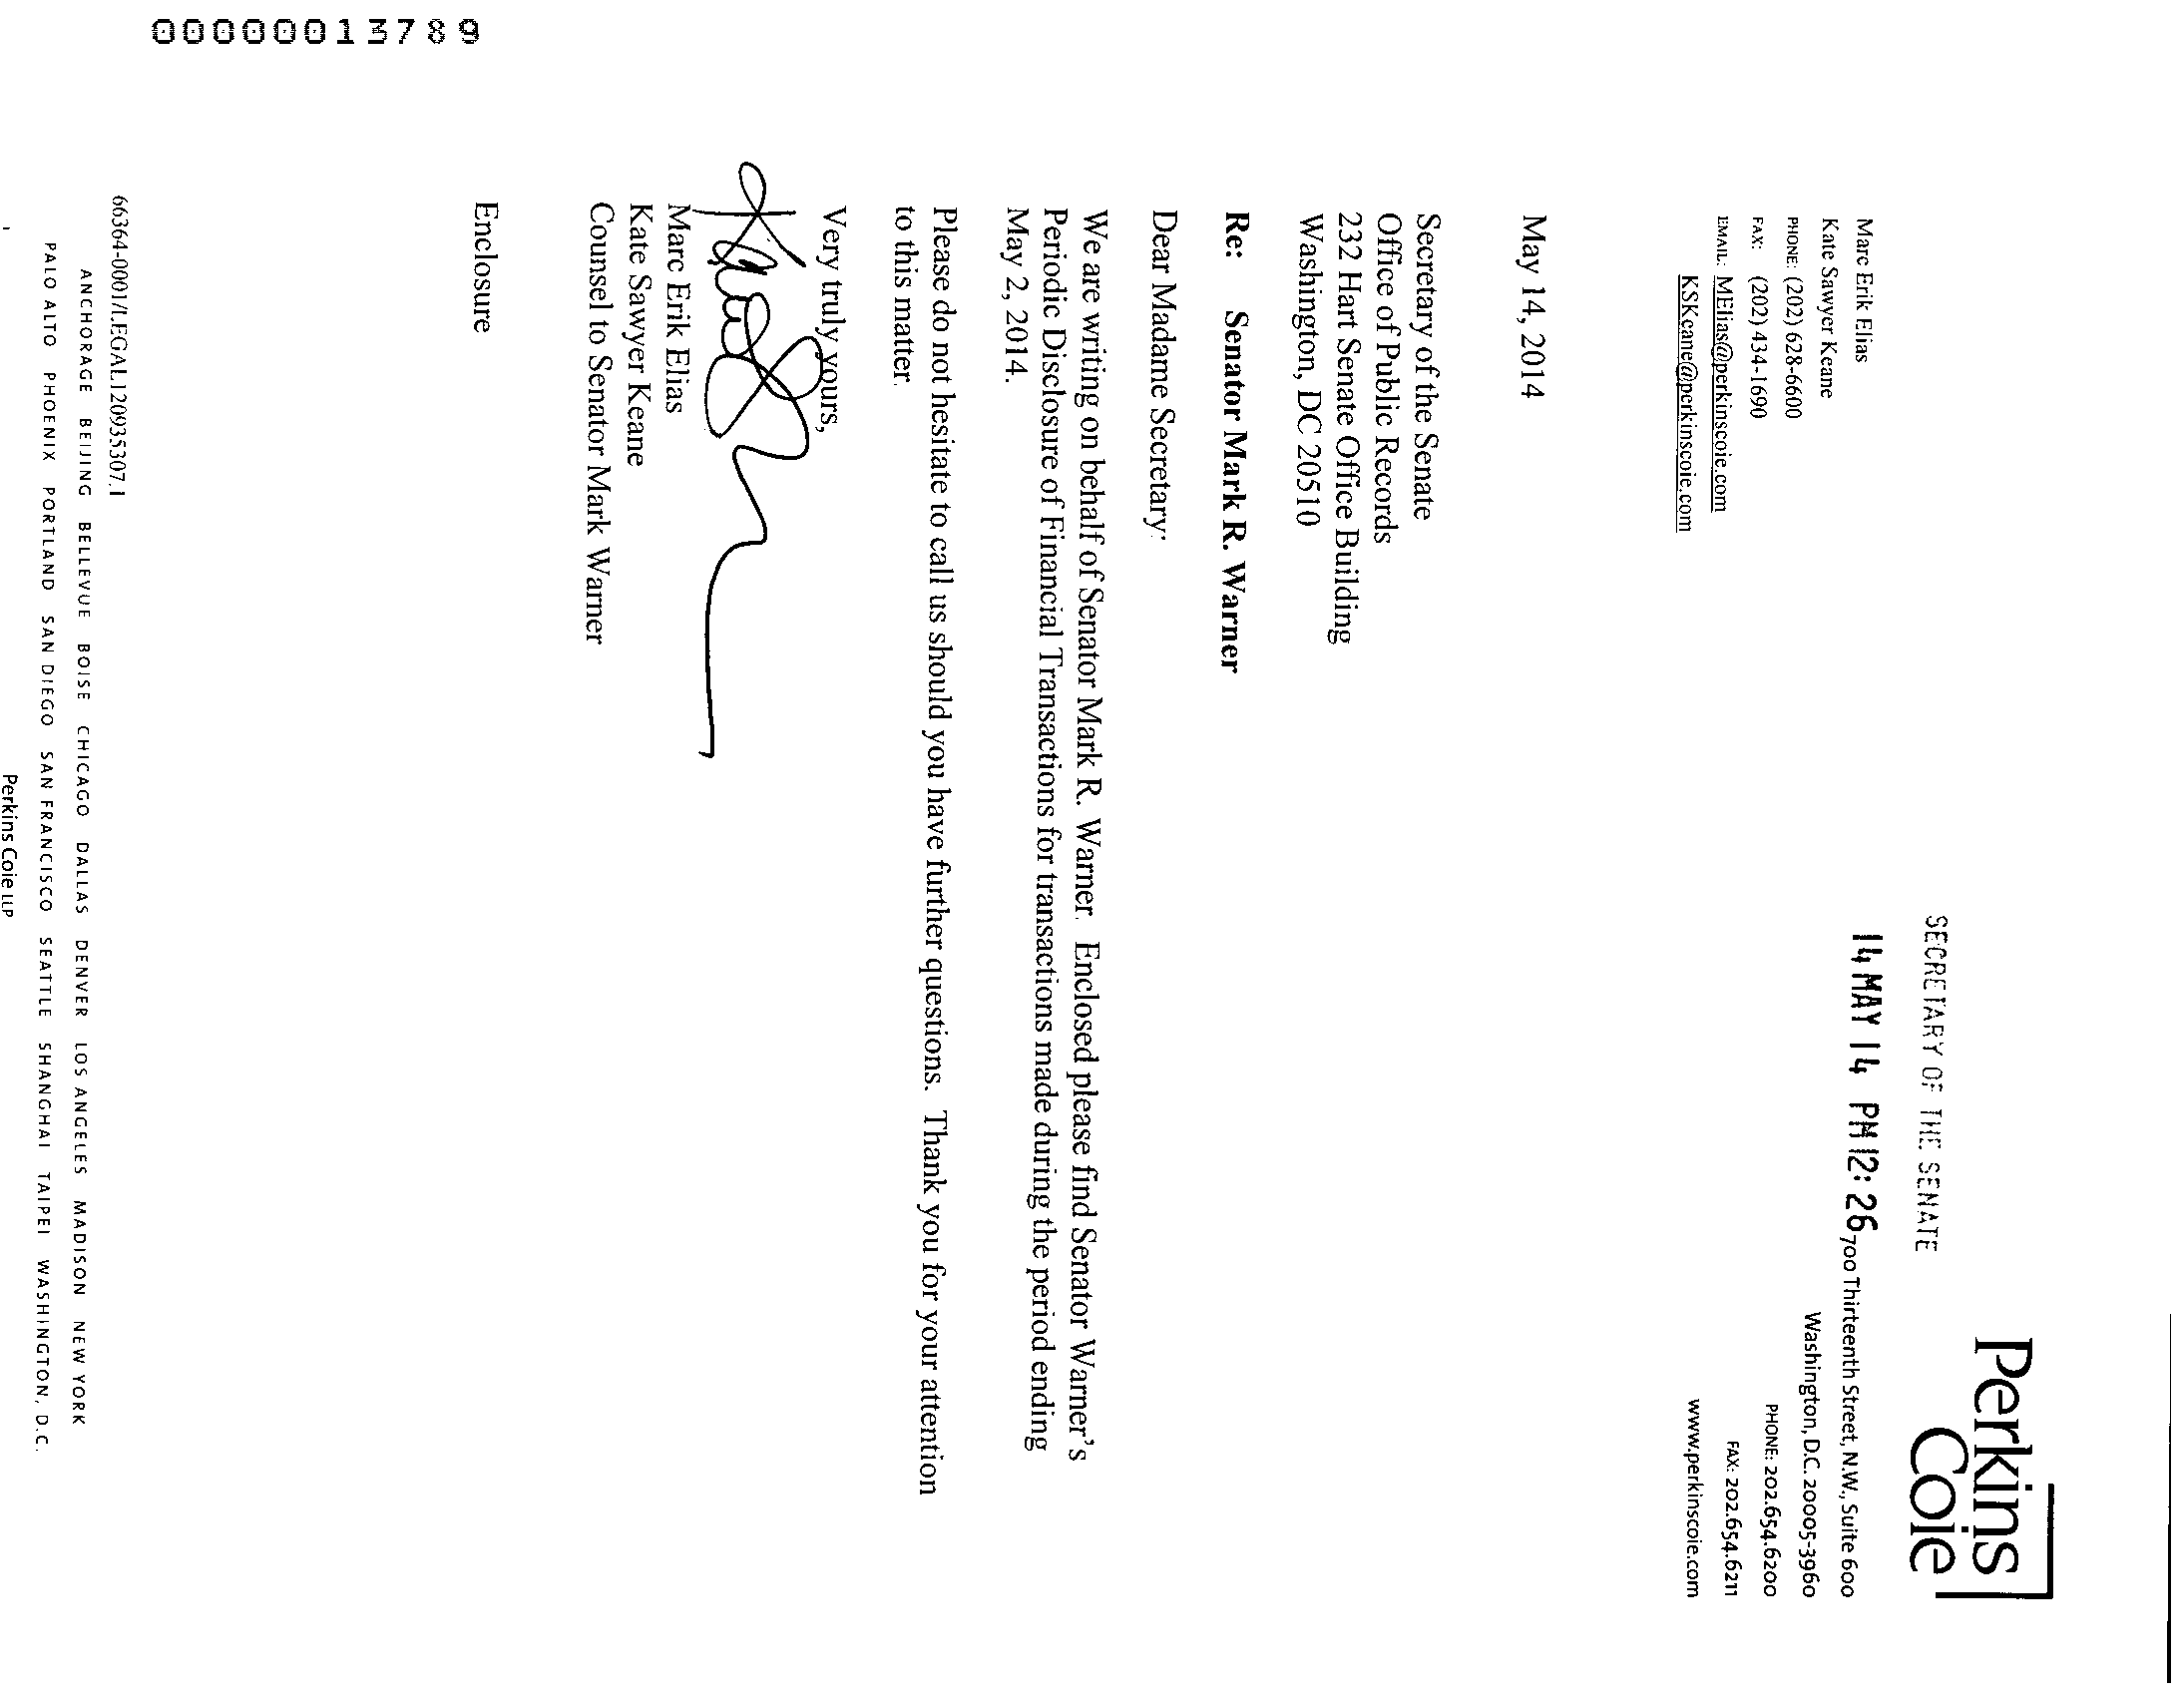 00000013789
SECRETARY OF THE SENATE
14 MAY 14 PM 12: 26
Perkins
Coie
Marc Erik Elias
Kate Sawyer Keane
PHONE: (202) 628-6600
FAX: (202) 434-1690
EMAIL: MElias@perkinscoie.com
KSKeane@perkinscoie.com
700 Thirteenth Street, N.W., Suite 600
Washington, D.C. 20005-3960
PHONE: 202.654.6200
FAX: 202.654.6211
www.perkinscoie.com
May 14, 2014
Secretary of the Senate
Office of Public Records
232 Hart Senate Office Building
Washington, DC 20510
Re: Senator Mark R. Warner
Dear Madame Secretary:
We are writing on behalf of Senator Mark R. Warner. Enclosed please find Senator Warner's
Periodic Disclosure of Financial Transactions for transactions made during the period ending
May 2, 2014.
Please do not hesitate to call us should you have further questions. Thank you for your attention
to this matter.
Very truly yours,
Marc Erik Elias
Kate Sawyer Keane
Counsel to Senator Mark Warner
Enclosure
66364-0001/LEGAL120935307.1
ANCHORAGE BEIJING BELLEVUE BOISE CHICAGO DALLAS DENVER LOS ANGELES MADISON NEW YORK
PALO ALTO PHOENIX PORTLAND SAN DIEGO SAN FRANCISCO SEATTLE SHANGHAI TAIPEI WASHINGTON, D.C.
Perkins Coie LLP